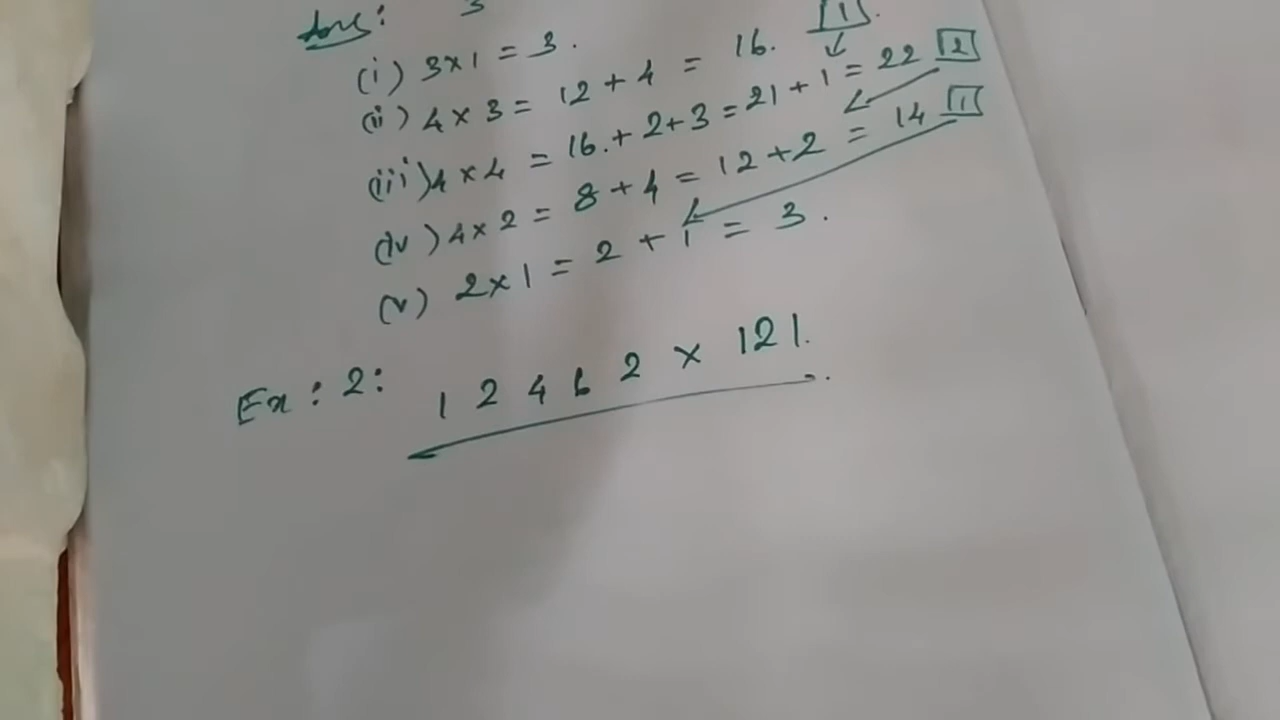 Ans: 3
(i) 3×1 = 3.
(ii) 4 × 3 = 12 + 4 = 16. 1
(iii) 4 × 4 = 16. + 2+3 = 21 + 1 = 22 2
(iv) 4 × 2 = 8 + 4 = 12 +2 = 14 1
(v) 2×1 = 2 + 1 = 3.
Ex: 2: 1 2 4 6 2 × 121.